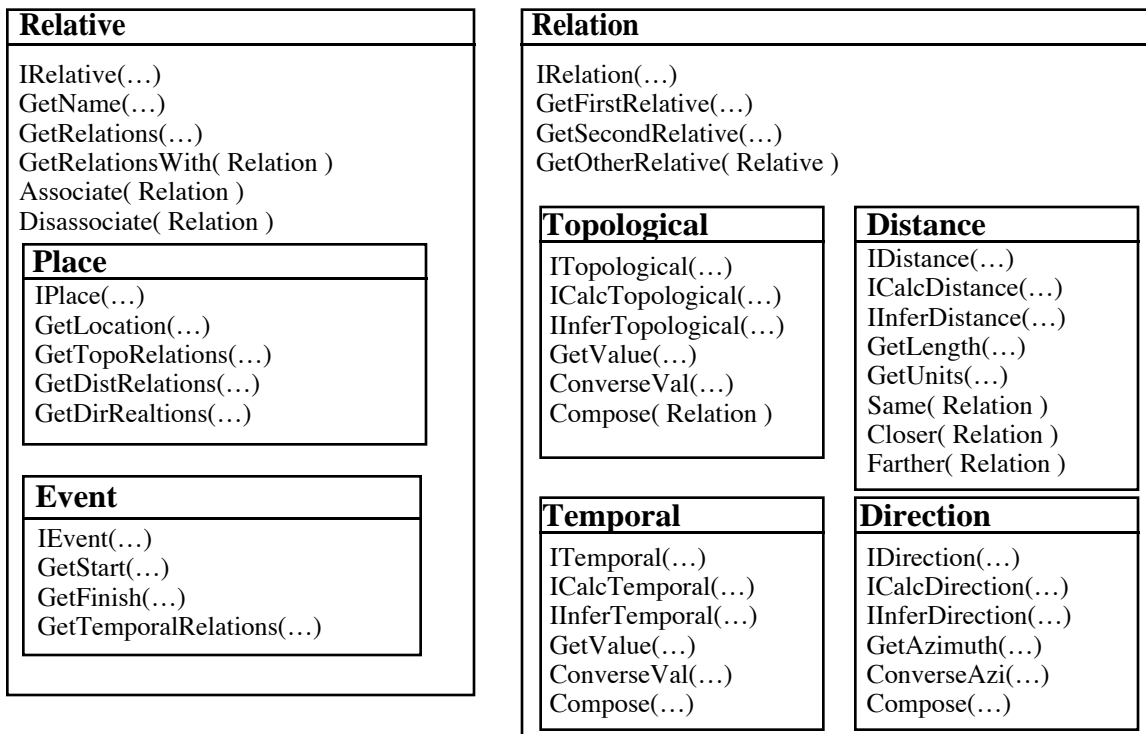 Relative
IRelative(…)
GetName(…)
GetRelations(…)
GetRelationsWith( Relation )
Associate( Relation )
Disassociate( Relation )
Place
IPlace(…)
GetLocation(…)
GetTopoRelations(…)
GetDistRelations(…)
GetDirRealtions(…)
Event
IEvent(…)
GetStart(…)
GetFinish(…)
GetTemporalRelations(…)
Relation
IRelation(…)
GetFirstRelative(…)
GetSecondRelative(…)
GetOtherRelative( Relative )
Topological
ITopological(…)
ICalcTopological(…)
IInferTopological(…)
GetValue(…)
ConverseVal(…)
Compose( Relation )
Distance
IDistance(…)
ICalcDistance(…)
IInferDistance(…)
GetLength(…)
GetUnits(…)
Same( Relation )
Closer( Relation )
Farther( Relation )
Temporal
ITemporal(…)
ICalcTemporal(…)
IInferTemporal(…)
GetValue(…)
ConverseVal(…)
Compose(…)
Direction
IDirection(…)
ICalcDirection(…)
IInferDirection(…)
GetAzimuth(…)
ConverseAzi(…)
Compose(…)